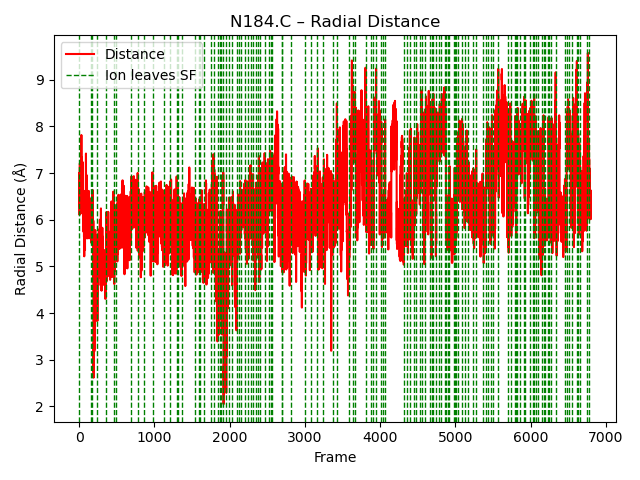 N184.C – Radial Distance
Distance
Ion leaves SF
Radial Distance (Å)
9
8
7
6
5
4
3
2
0 1000 2000 3000 4000 5000 6000 7000
Frame